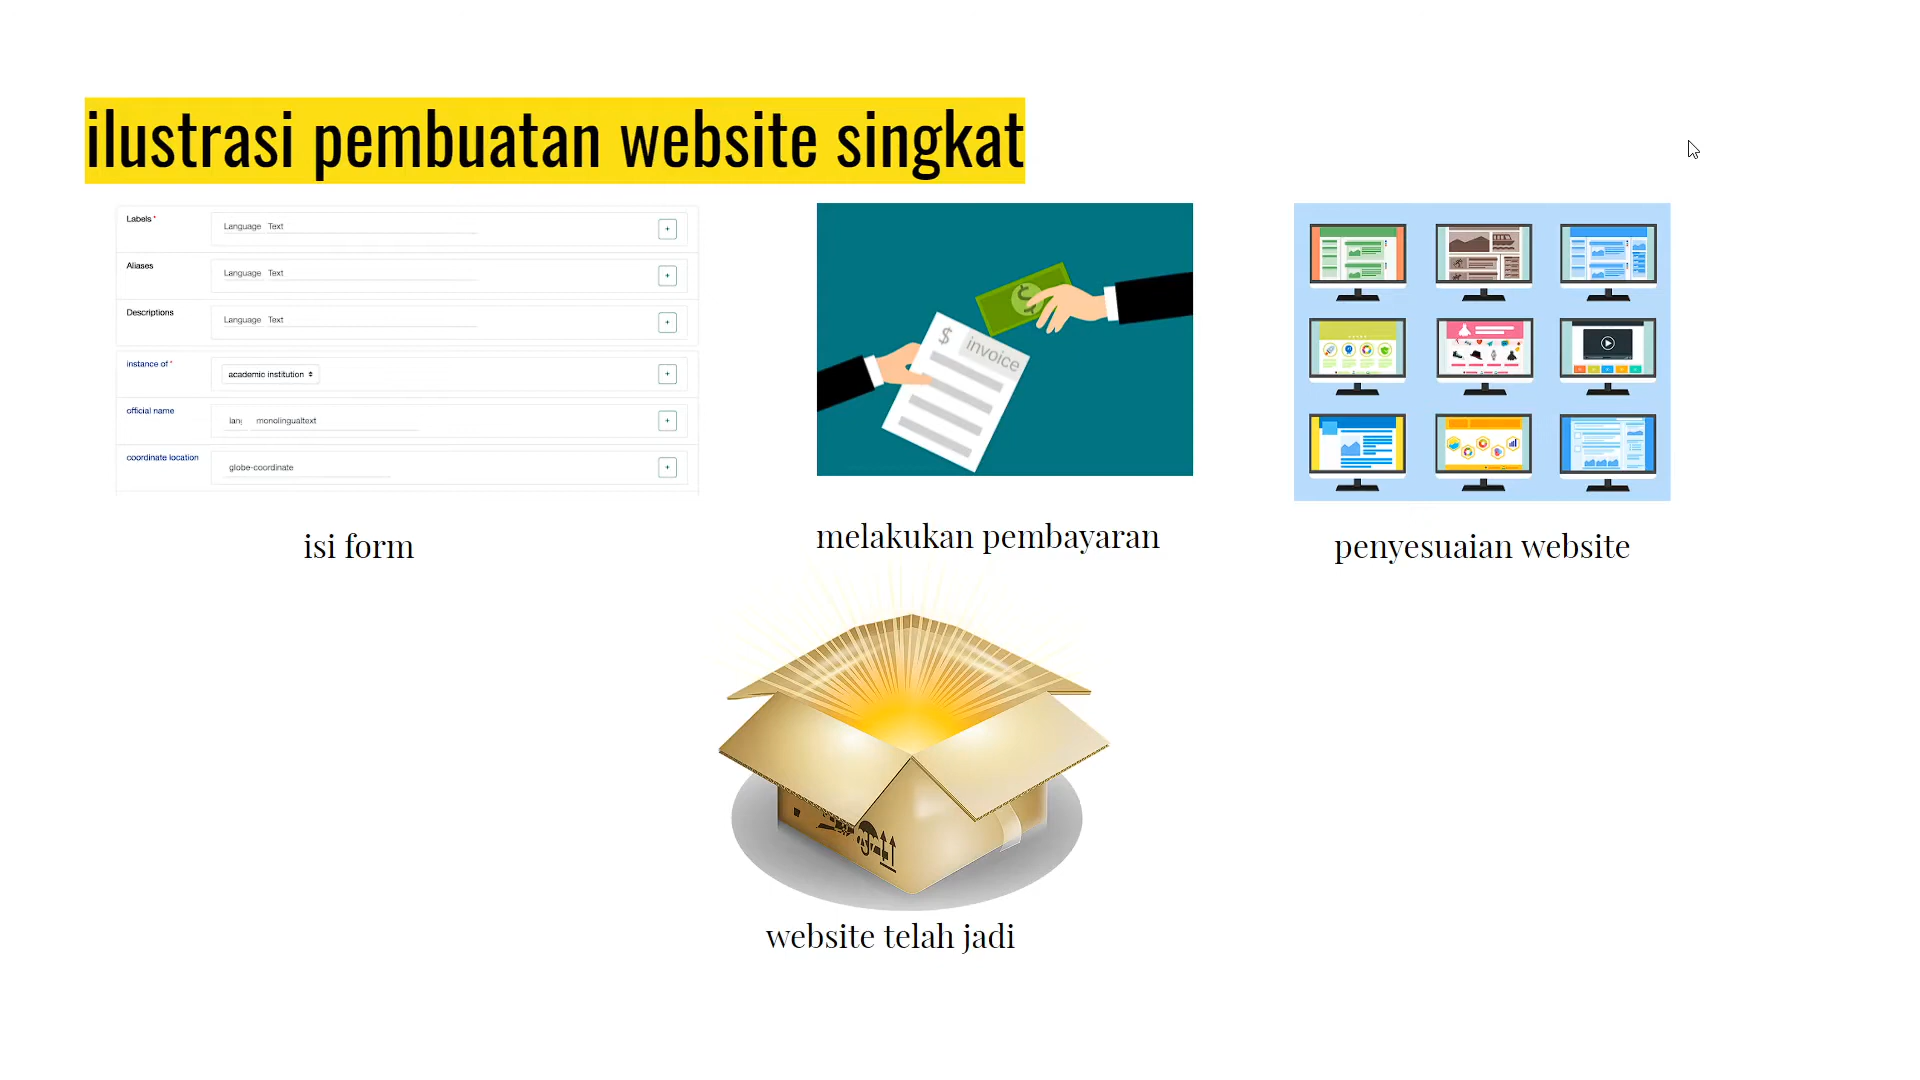 ilustrasi pembuatan website singkat
Labels *
Language Text
+
Aliases
Language Text
+
Descriptions
Language Text
+
instance of *
academic institution
+
official name
lang monolingualtext
+
coordinate location
globe-coordinate
+
$ invoice
$
isi form
melakukan pembayaran
penyesuaian website
website telah jadi